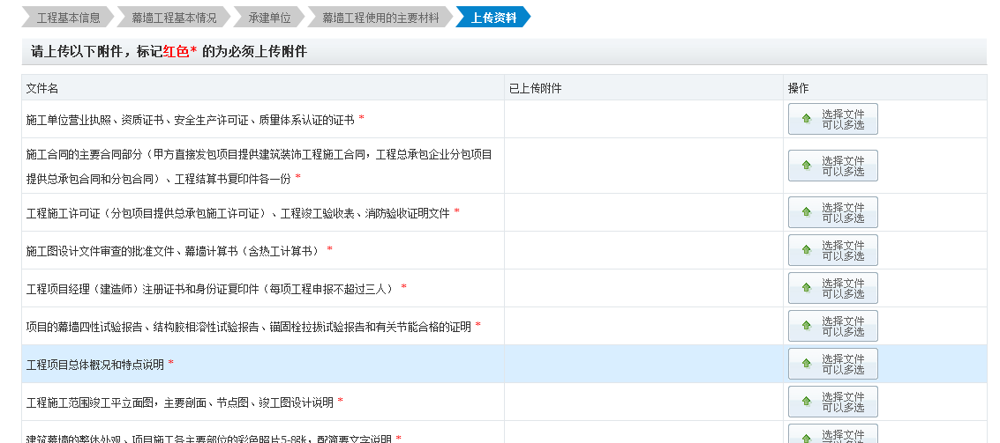 工程基本信息 幕墙工程基本情况 承建单位 幕墙工程使用的主要材料 上传资料
请上传以下附件，标记红色* 的为必须上传附件
文件名 已上传附件 操作
施工单位营业执照、资质证书、安全生产许可证、质量体系认证的证书 *
选择文件
可以多选
施工合同的主要合同部分（甲方直接发包项目提供建筑装饰工程施工合同，工程总承包企业分包项目
提供总承包合同和分包合同）、工程结算书复印件各一份 *
选择文件
可以多选
工程施工许可证（分包项目提供总承包施工许可证）、工程竣工验收表、消防验收证明文件 *
选择文件
可以多选
施工图设计文件审查的批准文件、幕墙计算书（含热工计算书） *
选择文件
可以多选
工程项目经理（建造师）注册证书和身份证复印件（每项工程申报不超过三人） *
选择文件
可以多选
项目的幕墙四性试验报告、结构胶相溶性试验报告、锚固栓拉拔试验报告和有关节能合格的证明 *
选择文件
可以多选
工程项目总体概况和特点说明 *
选择文件
可以多选
工程施工范围竣工平立面图，主要剖面、节点图、竣工图设计说明 *
选择文件
可以多选
建筑幕墙的整体外观、项目施工各主要部位的彩色照片5-8张，配简要文字说明 *
选择文件
可以多选